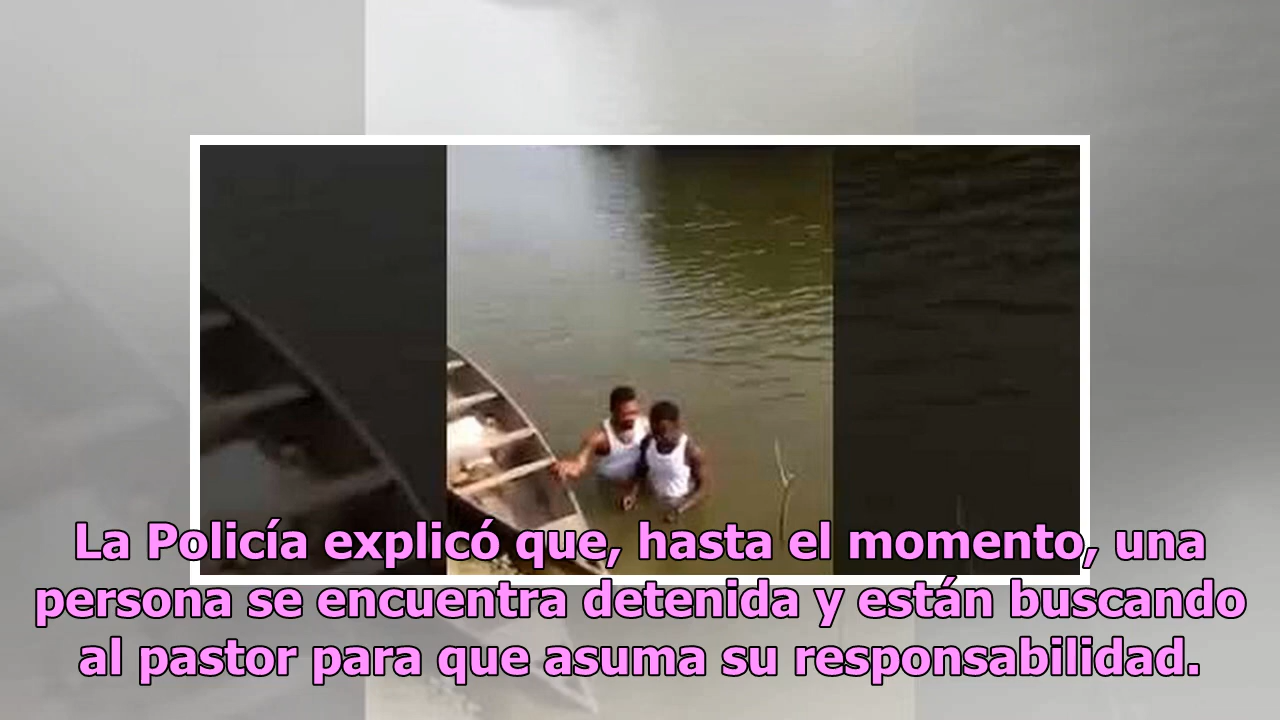 La Policía explicó que, hasta el momento, una
persona se encuentra detenida y están buscando
al pastor para que asuma su responsabilidad.